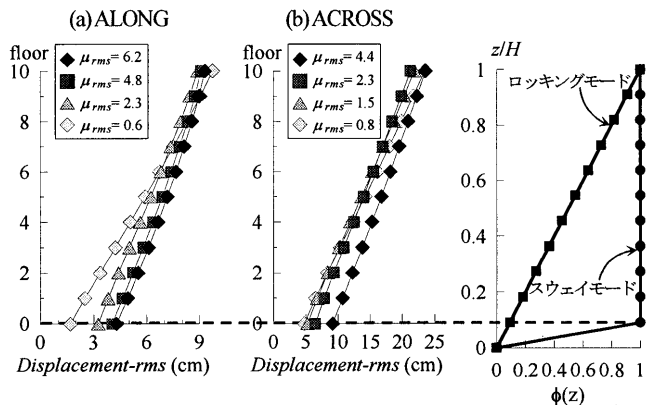 (a) ALONG
floor
μrms= 6.2
μrms= 4.8
μrms= 2.3
μrms= 0.6
10
8
6
4
2
0
0 3 6 9
Displacement-rms (cm)
(b) ACROSS
floor
μrms= 4.4
μrms= 2.3
μrms= 1.5
μrms= 0.8
10
8
6
4
2
0
0 5 10 15 20 25
Displacement-rms (cm)
z/H
ロッキングモード
スウェイモード
1
0.8
0.6
0.4
0.2
0
0 0.2 0.4 0.6 0.8 1
ϕ(z)